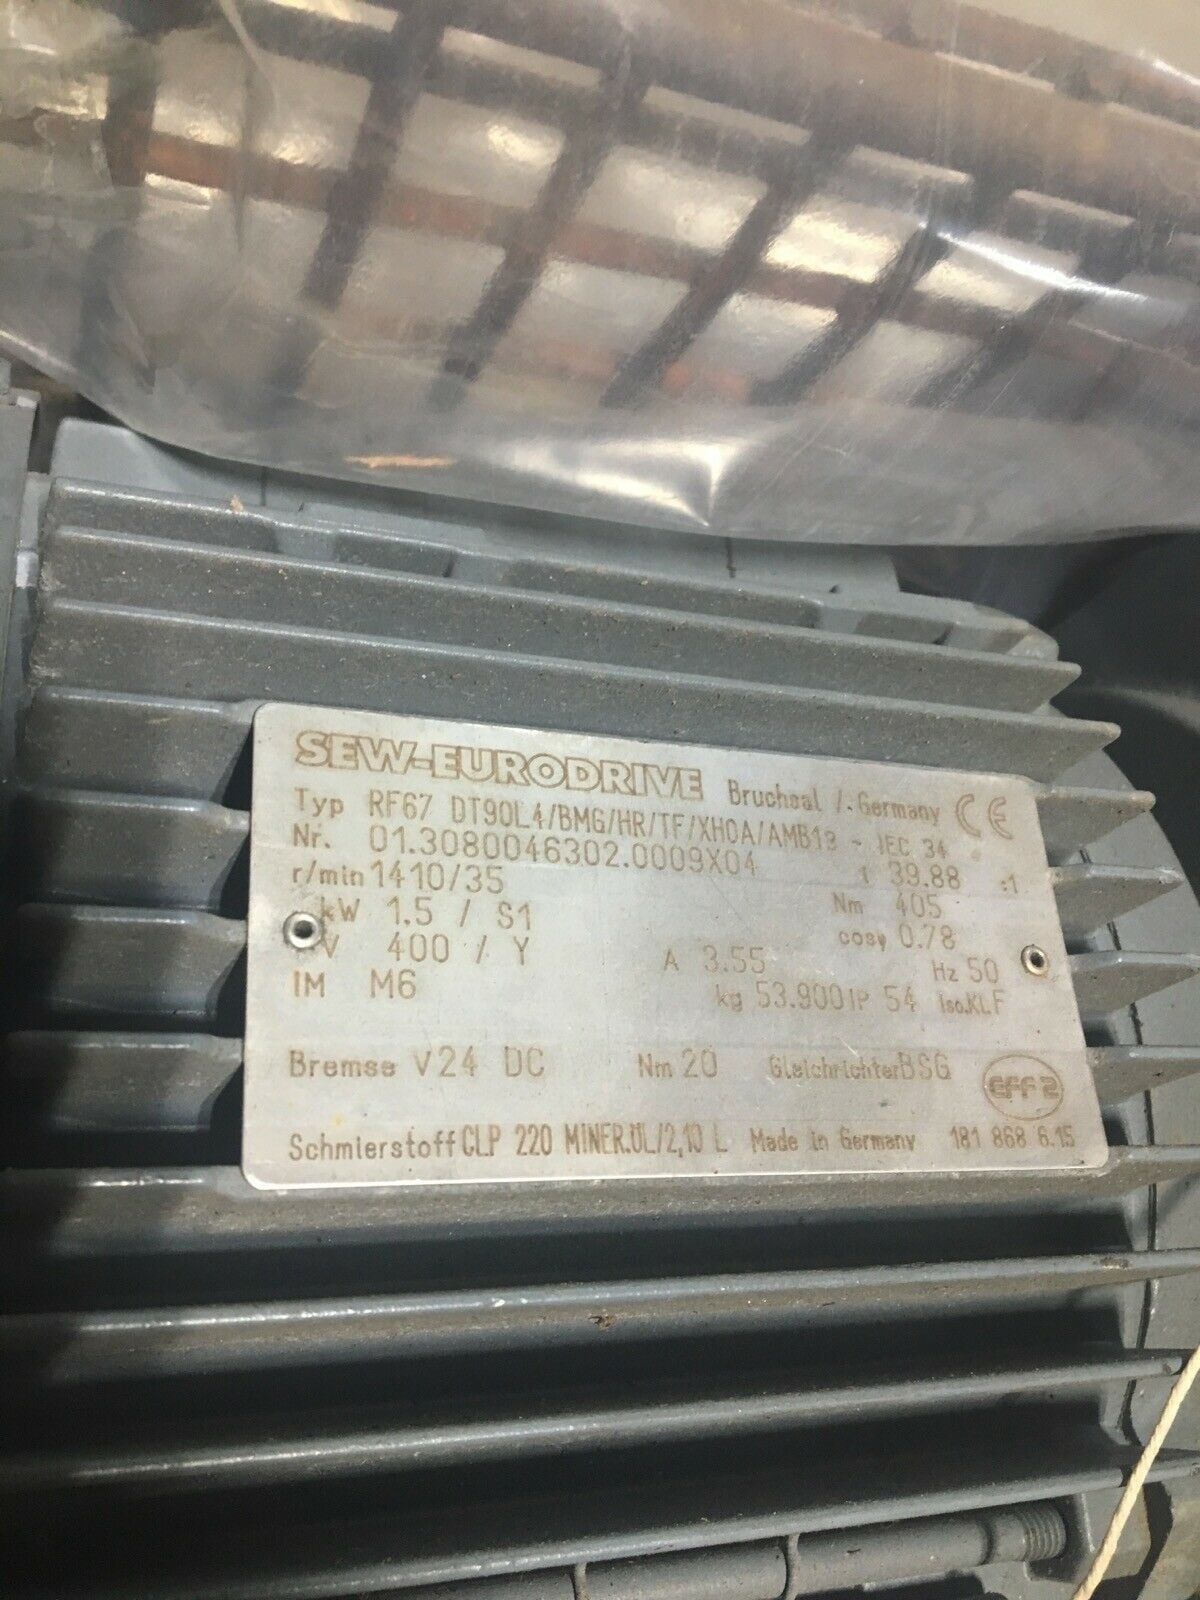 SEW-EURODRIVE Bruchsal / Germany CE
Typ RF67 DT90L4/BMG/HR/TF/XH0A/AMB13 - IEC 34
Nr. 01.3080046302.0009X04 i 39.88 :1
r/min 1410/35 Nm 405
kW 1.5 / S1 cosφ 0.78
V 400 / Y A 3.55 Hz 50
IM M6 kg 53.900 IP 54 Iso.KL F
Bremse V 24 DC Nm 20 Gleichrichter BSG EFF 2
Schmierstoff CLP 220 MINER.ÖL/2,10 L Made in Germany 181 868 6.15